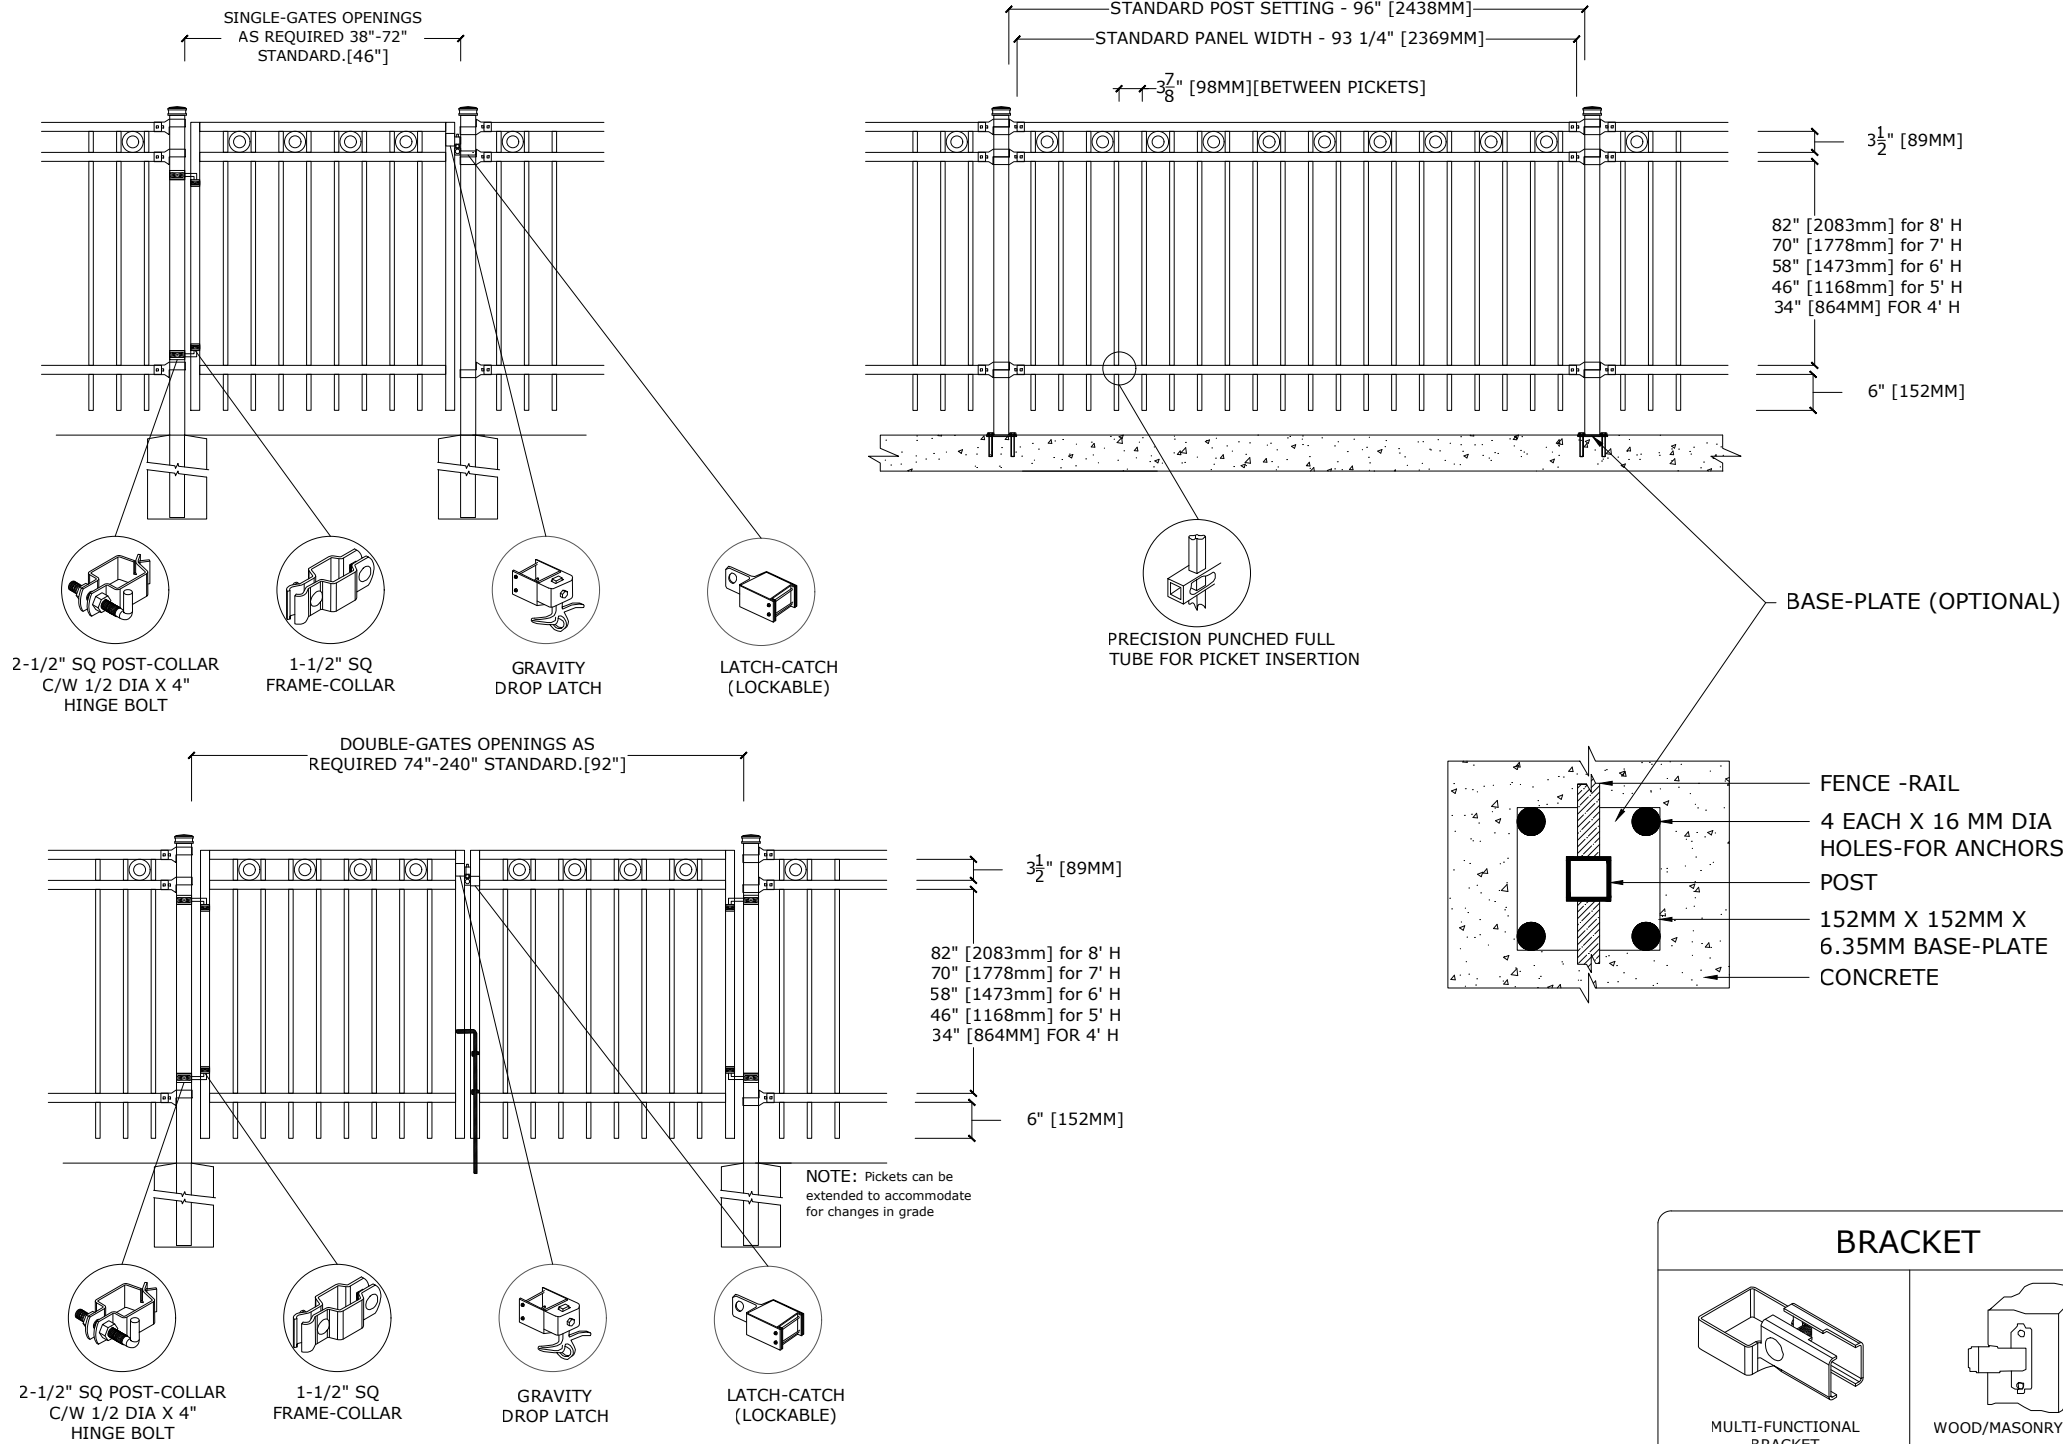 SINGLE-GATES OPENINGS
AS REQUIRED 38"-72"
STANDARD.[46"]
STANDARD POST SETTING - 96" [2438MM]
STANDARD PANEL WIDTH - 93 1/4" [2369MM]
3 7/8" [98MM][BETWEEN PICKETS]
3 1/2" [89MM]
82" [2083mm] for 8' H
70" [1778mm] for 7' H
58" [1473mm] for 6' H
46" [1168mm] for 5' H
34" [864MM] FOR 4' H
6" [152MM]
2-1/2" SQ POST-COLLAR
C/W 1/2 DIA X 4"
HINGE BOLT
1-1/2" SQ
FRAME-COLLAR
GRAVITY
DROP LATCH
LATCH-CATCH
(LOCKABLE)
PRECISION PUNCHED FULL
TUBE FOR PICKET INSERTION
BASE-PLATE (OPTIONAL)
DOUBLE-GATES OPENINGS AS
REQUIRED 74"-240" STANDARD.[92"]
3 1/2" [89MM]
82" [2083mm] for 8' H
70" [1778mm] for 7' H
58" [1473mm] for 6' H
46" [1168mm] for 5' H
34" [864MM] FOR 4' H
6" [152MM]
NOTE: Pickets can be
extended to accommodate
for changes in grade
FENCE -RAIL
4 EACH X 16 MM DIA
HOLES-FOR ANCHORS
POST
152MM X 152MM X
6.35MM BASE-PLATE
CONCRETE
2-1/2" SQ POST-COLLAR
C/W 1/2 DIA X 4"
HINGE BOLT
1-1/2" SQ
FRAME-COLLAR
GRAVITY
DROP LATCH
LATCH-CATCH
(LOCKABLE)
BRACKET
MULTI-FUNCTIONAL
BRACKET
WOOD/MASONRY